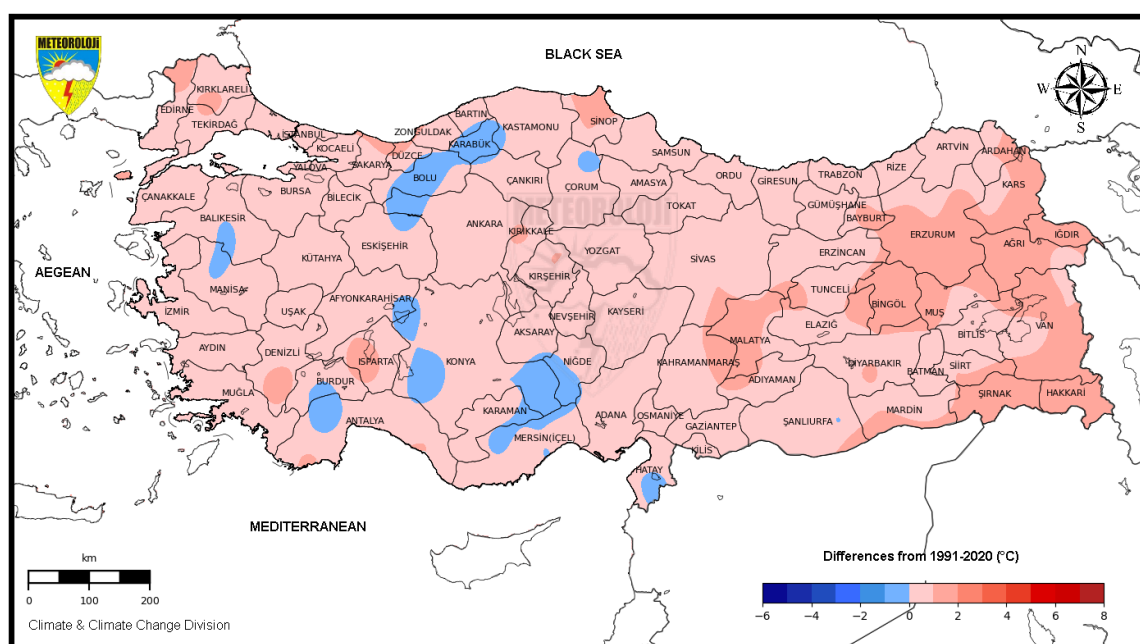 METEOROLOJİ
BLACK SEA
N
W E
S
KIRKLARELİ
EDİRNE
TEKİRDAĞ
İSTANBUL
KOCAELİ
YALOVA
SAKARYA
DÜZCE
ZONGULDAK
BARTIN
KARABÜK
KASTAMONU
SİNOP
SAMSUN
ORDU
GİRESUN
TRABZON
RİZE
ARTVİN
ARDAHAN
KARS
ÇANAKKALE
BALIKESİR
BURSA
BİLECİK
BOLU
ÇANKIRI
ÇORUM
AMASYA
TOKAT
GÜMÜŞHANE
BAYBURT
ERZURUM
AĞRI
IĞDIR
METEOROLOJİ
ANKARA
KIRIKKALE
ESKİŞEHİR
KÜTAHYA
YOZGAT
SİVAS
ERZİNCAN
AEGEAN
MANİSA
İZMİR
UŞAK
AFYONKARAHİSAR
KIRŞEHİR
NEVŞEHİR
AKSARAY
KAYSERİ
MALATYA
TUNCELİ
ELAZIĞ
BİNGÖL
MUŞ
BİTLİS
VAN
AYDIN
DENİZLİ
ISPARTA
BURDUR
KONYA
NİĞDE
KAHRAMANMARAŞ
ADIYAMAN
DİYARBAKIR
BATMAN
SİİRT
ŞIRNAK
HAKKARİ
MUĞLA
ANTALYA
KARAMAN
MERSİN(İÇEL)
ADANA
OSMANİYE
GAZİANTEP
KİLİS
ŞANLIURFA
MARDİN
HATAY
MEDITERRANEAN
km
0 100 200
Climate & Climate Change Division
Differences from 1991-2020 (°C)
−6 −4 −2 0 2 4 6 8